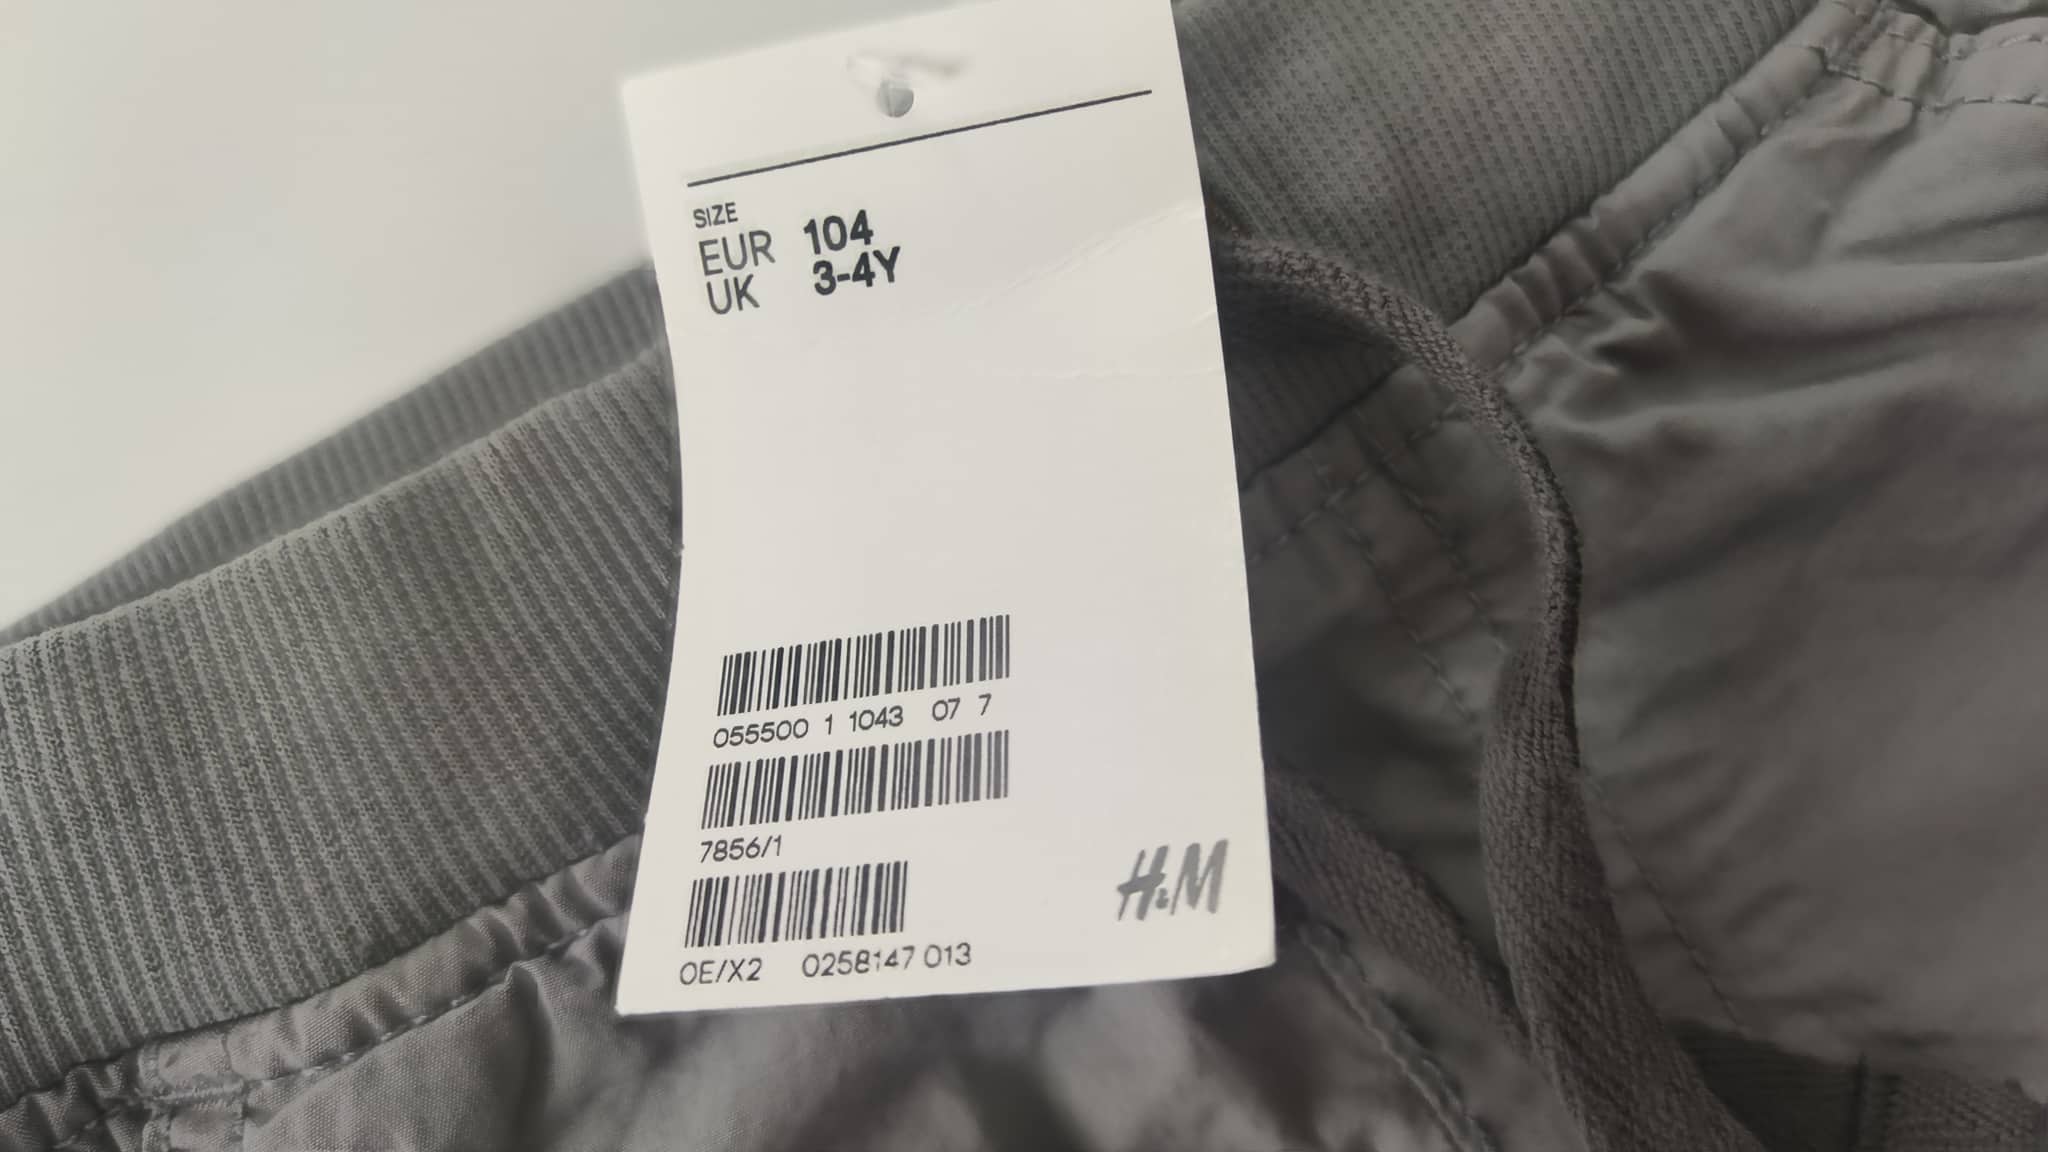 SIZE
EUR 104
UK 3-4Y
055500 1 1043 07 7
7856/1
OE/X2 0258147 013
H&M